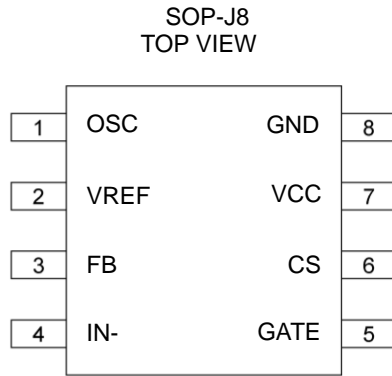 SOP-J8
TOP VIEW
1 OSC GND 8
2 VREF VCC 7
3 FB CS 6
4 IN- GATE 5